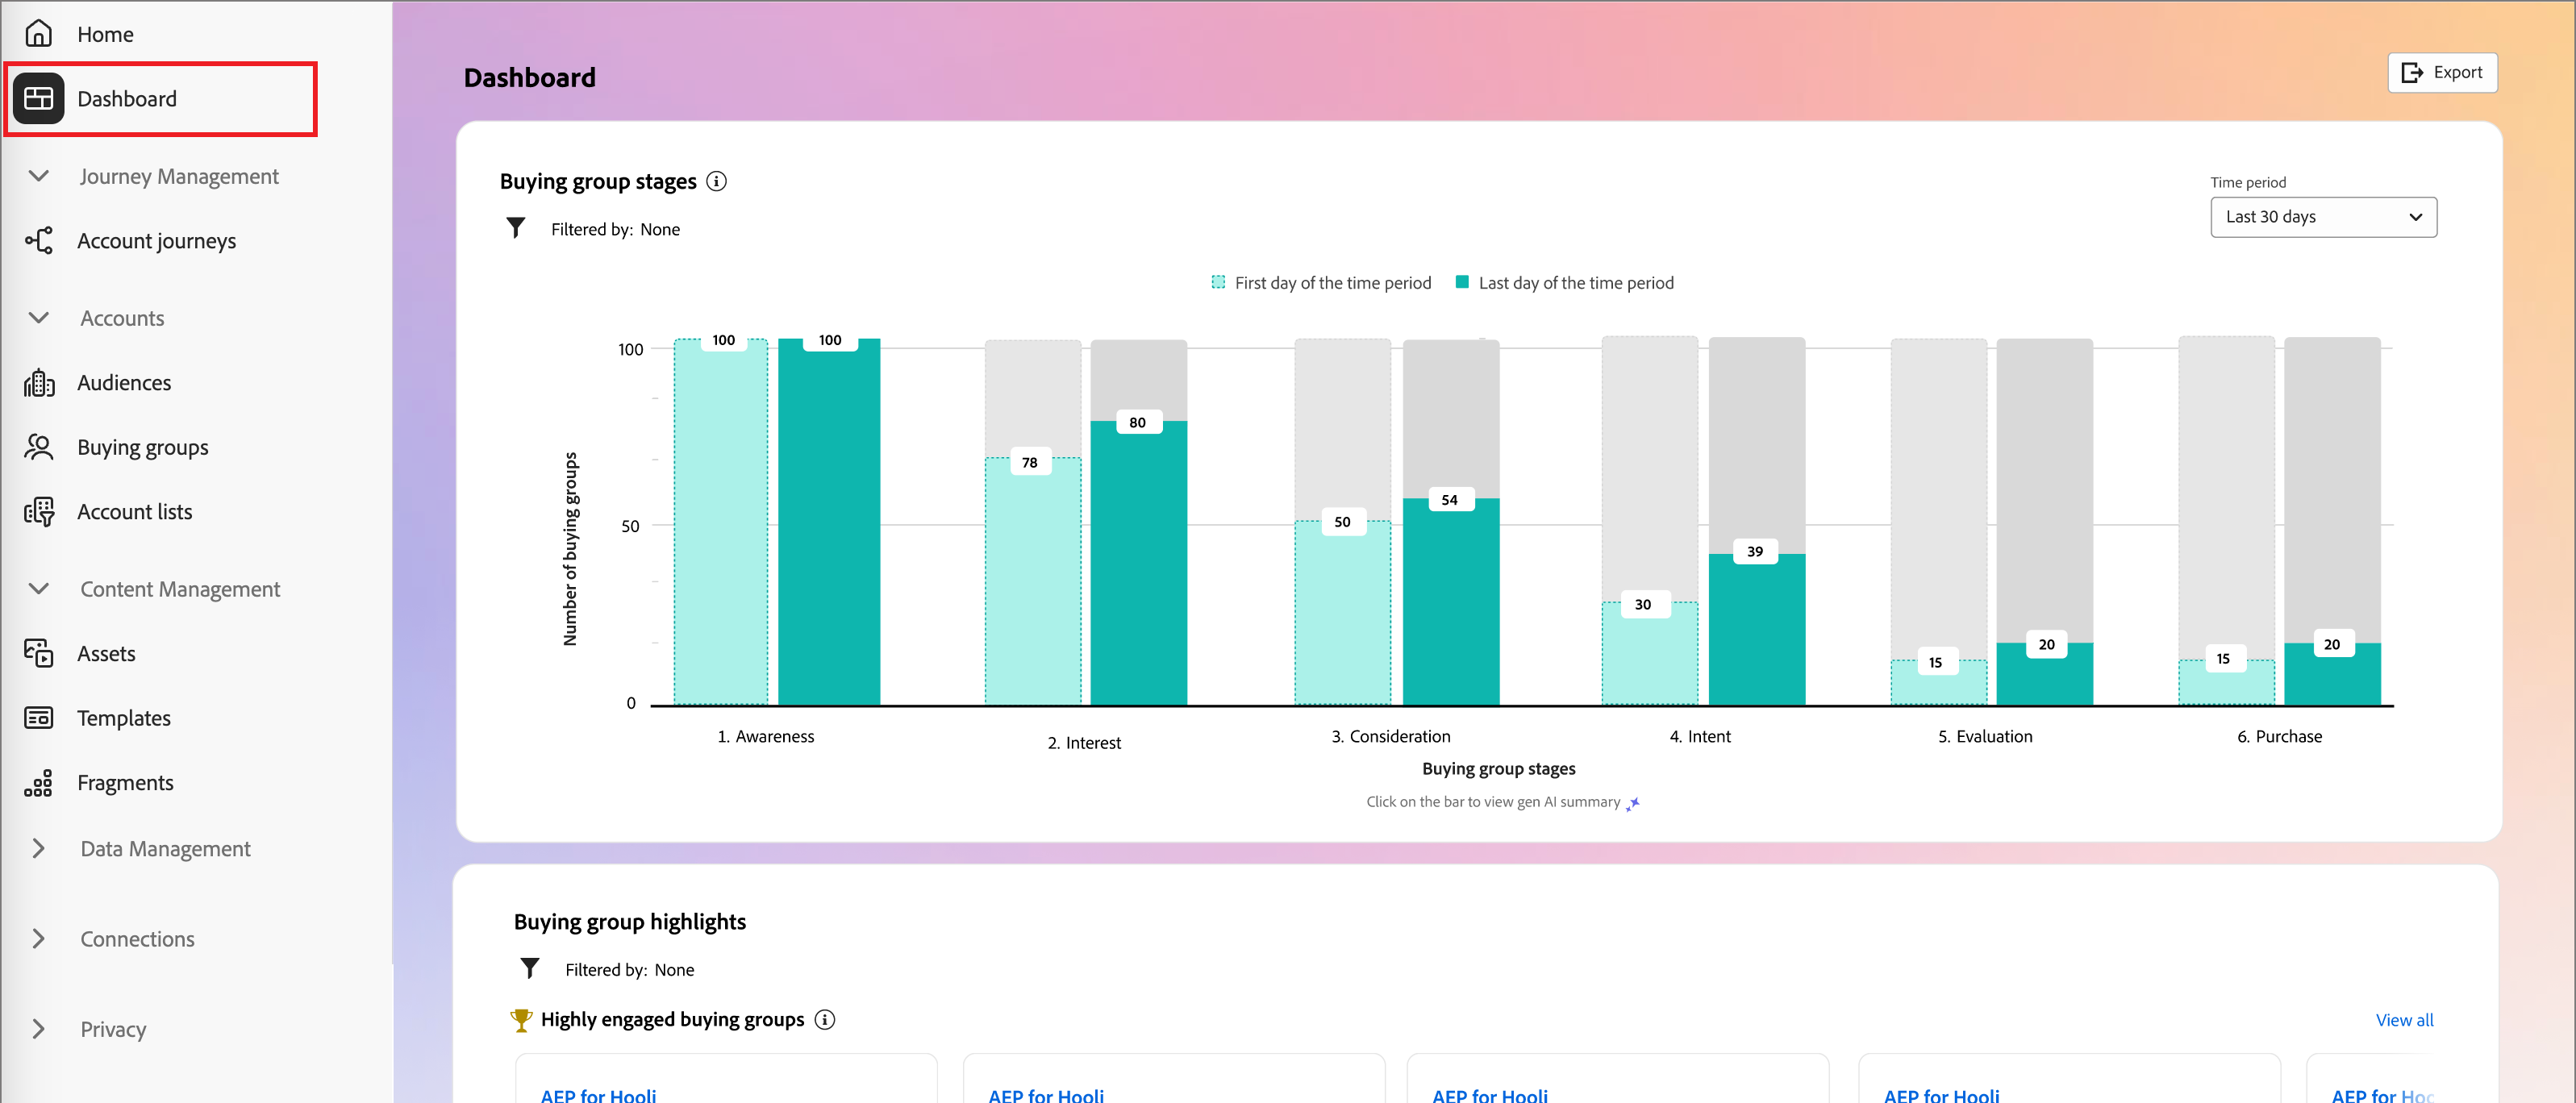 Home
Dashboard
Journey Management
Account journeys
Accounts
Audiences
Buying groups
Account lists
Content Management
Assets
Templates
Fragments
Data Management
Connections
Privacy
Dashboard
Export
Buying group stages
Filtered by: None
Time period
Last 30 days
First day of the time period
Last day of the time period
Number of buying groups
100
50
0
100
100
78
80
50
54
30
39
15
20
15
20
1. Awareness
2. Interest
3. Consideration
4. Intent
5. Evaluation
6. Purchase
Buying group stages
Click on the bar to view gen AI summary
Buying group highlights
Filtered by: None
Highly engaged buying groups
View all
AEP for Hooli
AEP for Hooli
AEP for Hooli
AEP for Hooli
AEP for Hoo